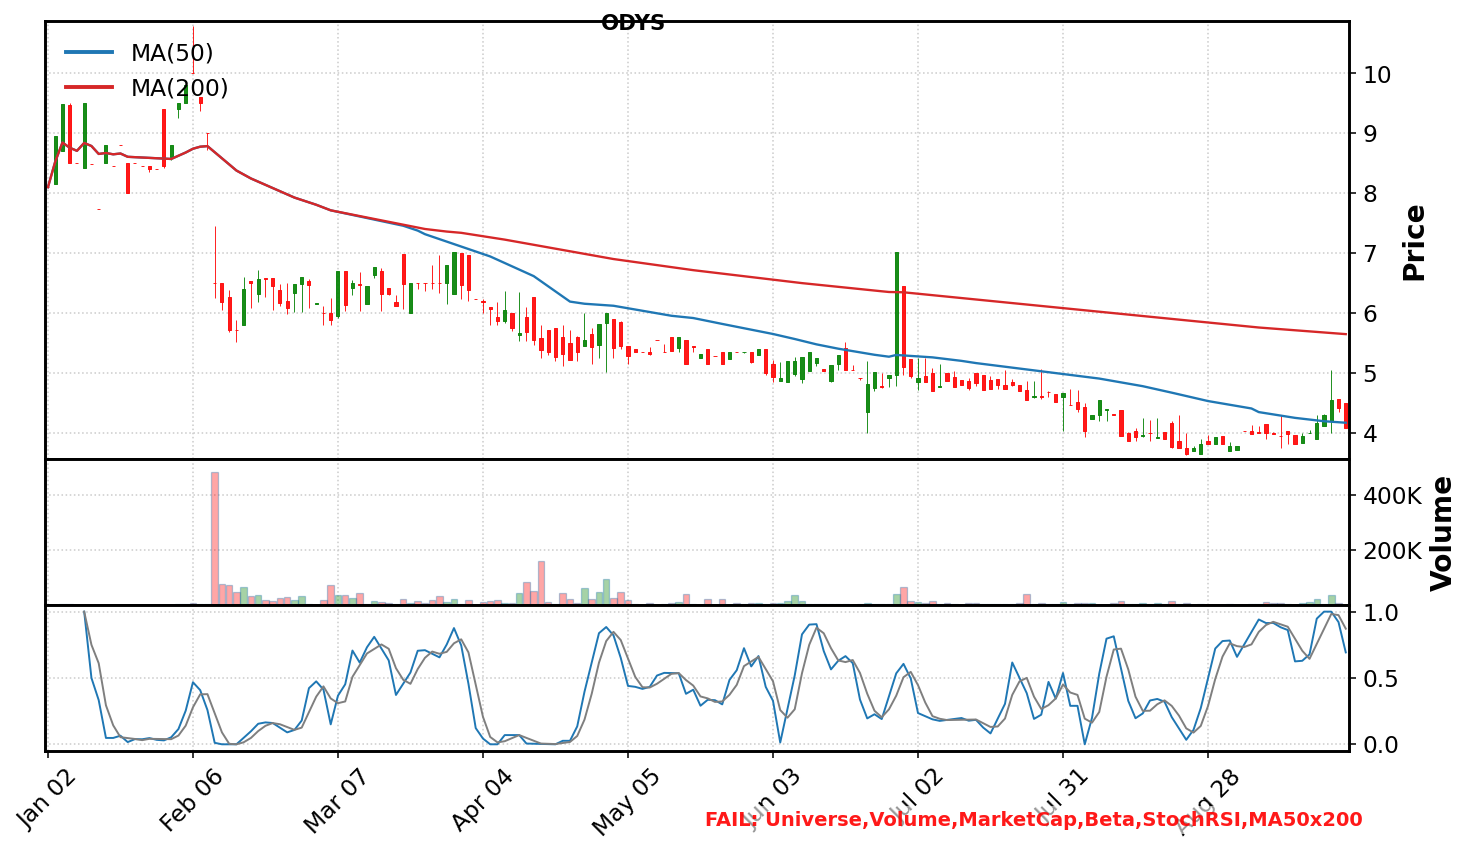 ODYS
MA(50)
MA(200)
10
9
8
7
6
5
4
Price
400K
200K
Volume
1.0
0.5
0.0
Jan 02
Feb 06
Mar 07
Apr 04
May 05
Jun 03
Jul 02
Jul 31
Aug 28
FAIL: Universe,Volume,MarketCap,Beta,StochRSI,MA50x200